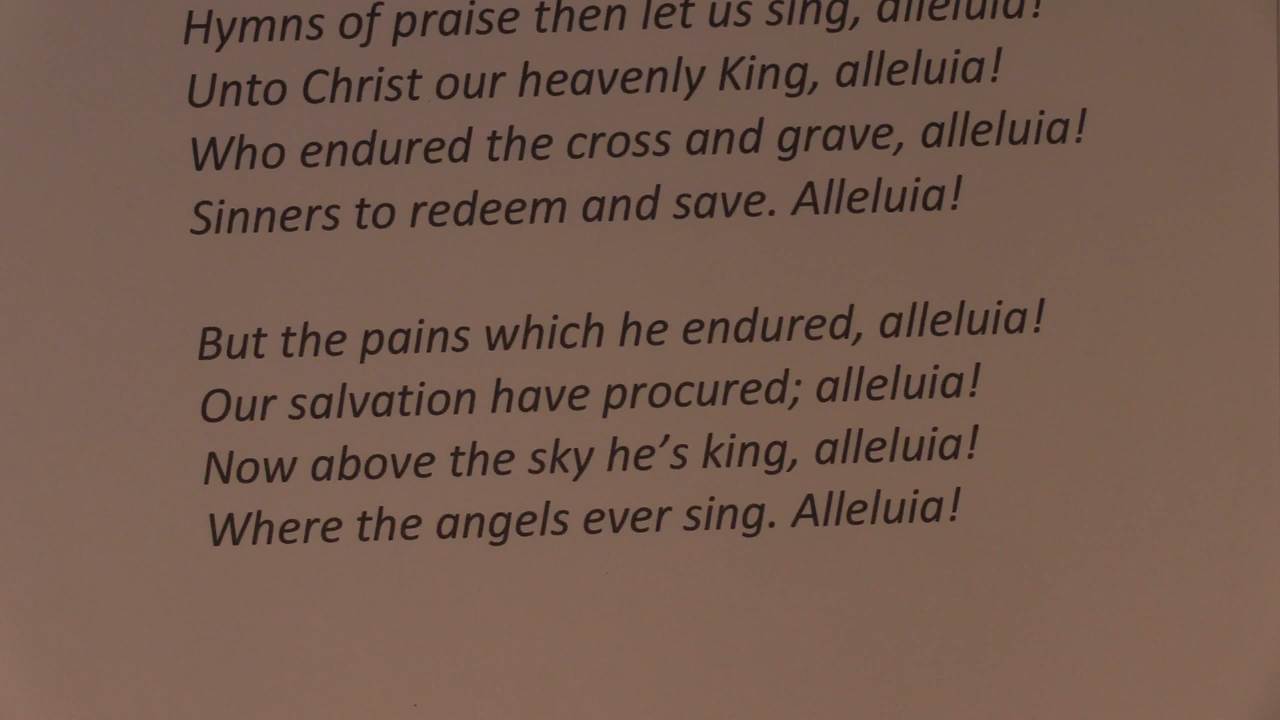 Hymns of praise then let us sing, alleluia!
Unto Christ our heavenly King, alleluia!
Who endured the cross and grave, alleluia!
Sinners to redeem and save. Alleluia!
But the pains which he endured, alleluia!
Our salvation have procured; alleluia!
Now above the sky he’s king, alleluia!
Where the angels ever sing. Alleluia!